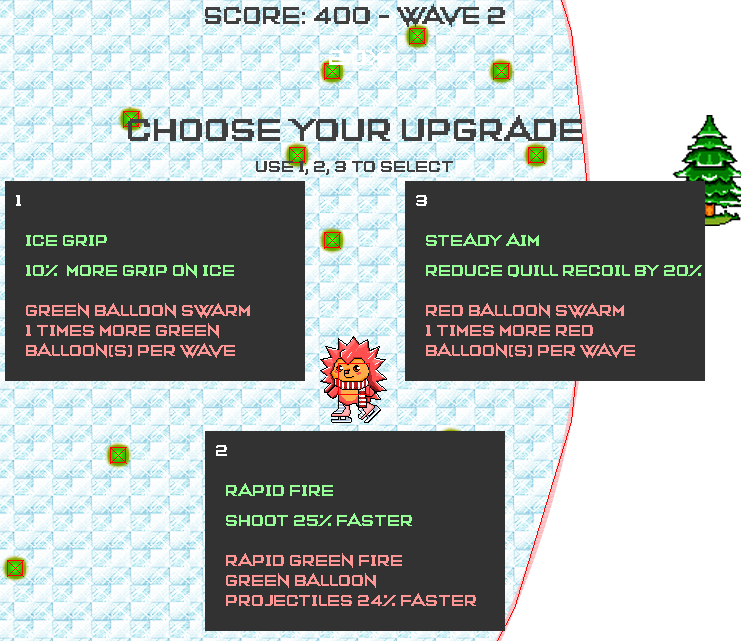 SCORE: 400 - WAVE 2
CHOOSE YOUR UPGRADE
USE 1, 2, 3 TO SELECT
1
ICE GRIP
10% MORE GRIP ON ICE
GREEN BALLOON SWARM
1 TIMES MORE GREEN
BALLOON(S) PER WAVE
3
STEADY AIM
REDUCE QUILL RECOIL BY 20%
RED BALLOON SWARM
1 TIMES MORE RED
BALLOON(S) PER WAVE
2
RAPID FIRE
SHOOT 25% FASTER
RAPID GREEN FIRE
GREEN BALLOON
PROJECTILES 24% FASTER